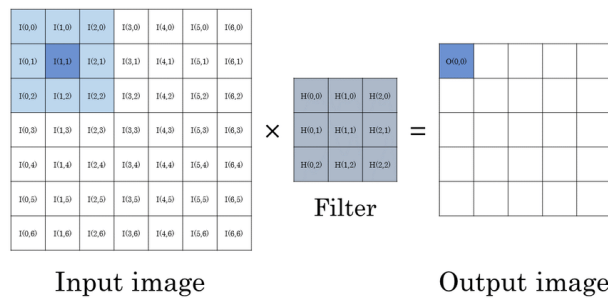 I(0,0) I(1,0) I(2,0) I(3,0) I(4,0) I(5,0) I(6,0)
I(0,1) I(1,1) I(2,1) I(3,1) I(4,1) I(5,1) I(6,1)
I(0,2) I(1,2) I(2,2) I(3,2) I(4,2) I(5,2) I(6,2)
I(0,3) I(1,3) I(2,3) I(3,3) I(4,3) I(5,3) I(6,3)
I(0,4) I(1,4) I(2,4) I(3,4) I(4,4) I(5,4) I(6,4)
I(0,5) I(1,5) I(2,5) I(3,5) I(4,5) I(5,5) I(6,5)
I(0,6) I(1,6) I(2,6) I(3,6) I(4,6) I(5,6) I(6,6)
Input image
×
H(0,0) H(1,0) H(2,0)
H(0,1) H(1,1) H(2,1)
H(0,2) H(1,2) H(2,2)
Filter
=
O(0,0)
Output image